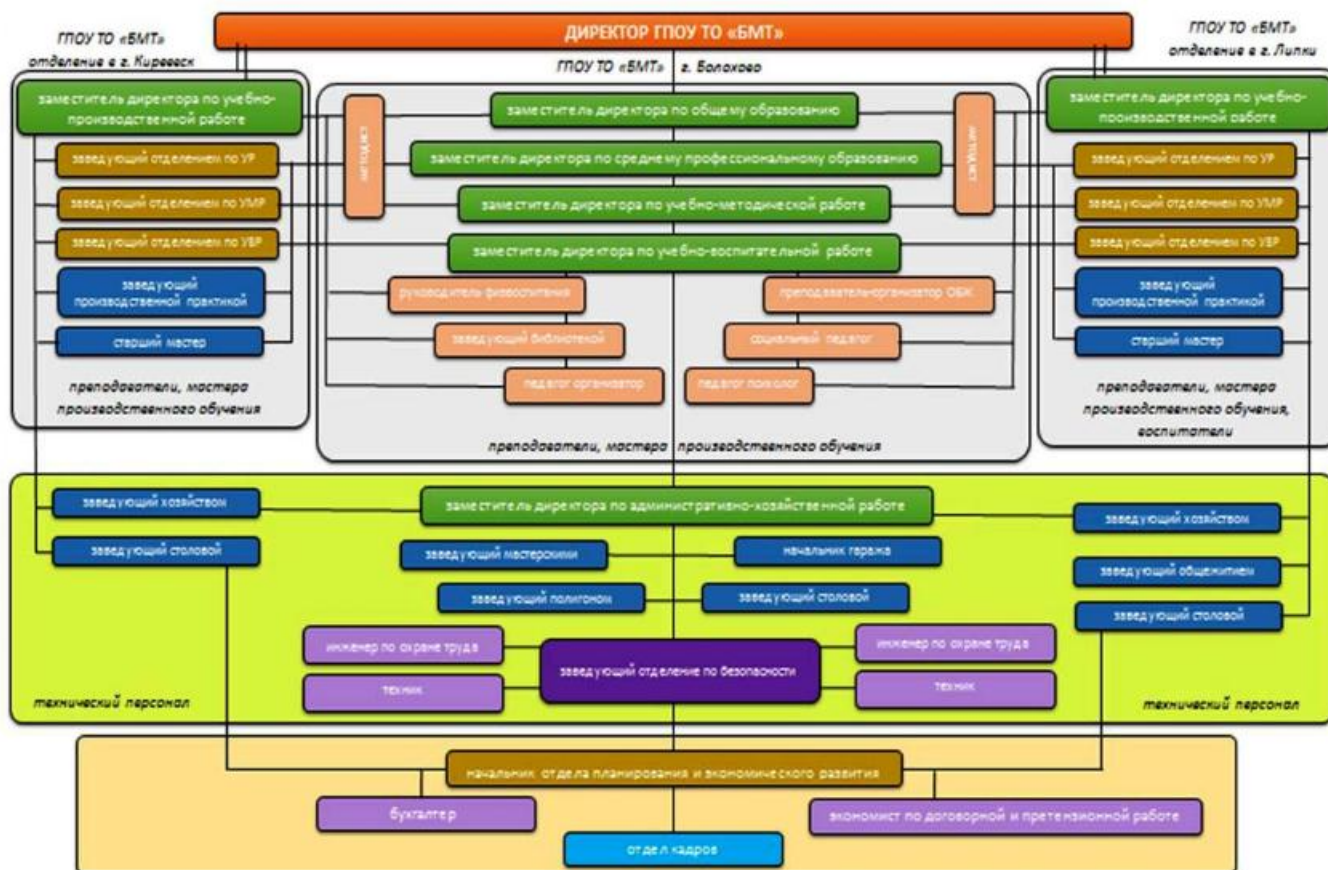 ГПОУ ТО «БМТ»
отделение в г. Киреевск
ДИРЕКТОР ГПОУ ТО «БМТ»
ГПОУ ТО «БМТ»
отделение в г. Липки
ГПОУ ТО «БМТ» г. Болохово
заместитель директора по учебно-
производственной работе
заведующий отделением по УР
заведующий отделением по УМР
заведующий отделением по УВР
заведующий
производственной практикой
старший мастер
преподаватели, мастера
производственного обучения
методист
заместитель директора по общему образованию
заместитель директора по среднему профессиональному образованию
заместитель директора по учебно-методической работе
заместитель директора по учебно-воспитательной работе
методист
руководитель физвоспитания
преподаватель-организатор ОБЖ
заведующий библиотекой
социальный педагог
педагог организатор
педагог психолог
преподаватели, мастера производственного обучения
заместитель директора по учебно-
производственной работе
заведующий отделением по УР
заведующий отделением по УМР
заведующий отделением по УВР
заведующий
производственной практикой
старший мастер
преподаватели, мастера
производственного обучения,
воспитатели
заведующий хозяйством
заместитель директора по административно-хозяйственной работе
заведующий хозяйством
заведующий столовой
заведующий мастерскими
начальник гаража
заведующий общежитием
заведующий полигоном
заведующий столовой
заведующий столовой
инженер по охране труда
заведующий отделение по безопасности
инженер по охране труда
техник
техник
технический персонал
технический персонал
начальник отдела планирования и экономического развития
бухгалтер
экономист по договорной и претензионной работе
отдел кадров